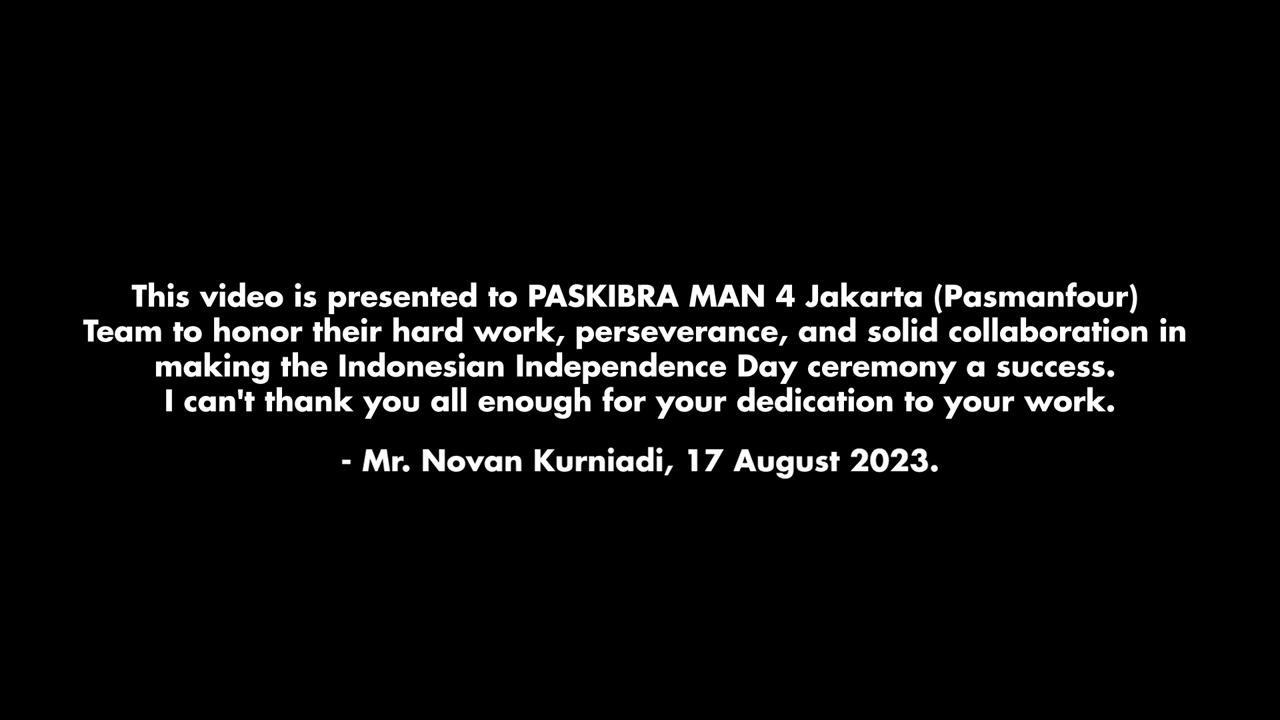 This video is presented to PASKIBRA MAN 4 Jakarta (Pasmanfour)
Team to honor their hard work, perseverance, and solid collaboration in
making the Indonesian Independence Day ceremony a success.
I can't thank you all enough for your dedication to your work.
- Mr. Novan Kurniadi, 17 August 2023.